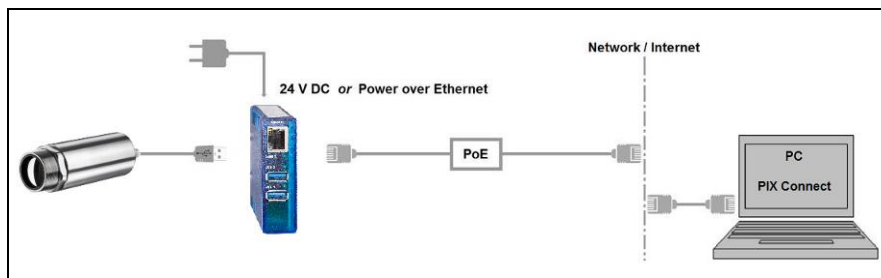 Network / Internet
24 V DC or Power over Ethernet
PoE
PC
PIX Connect